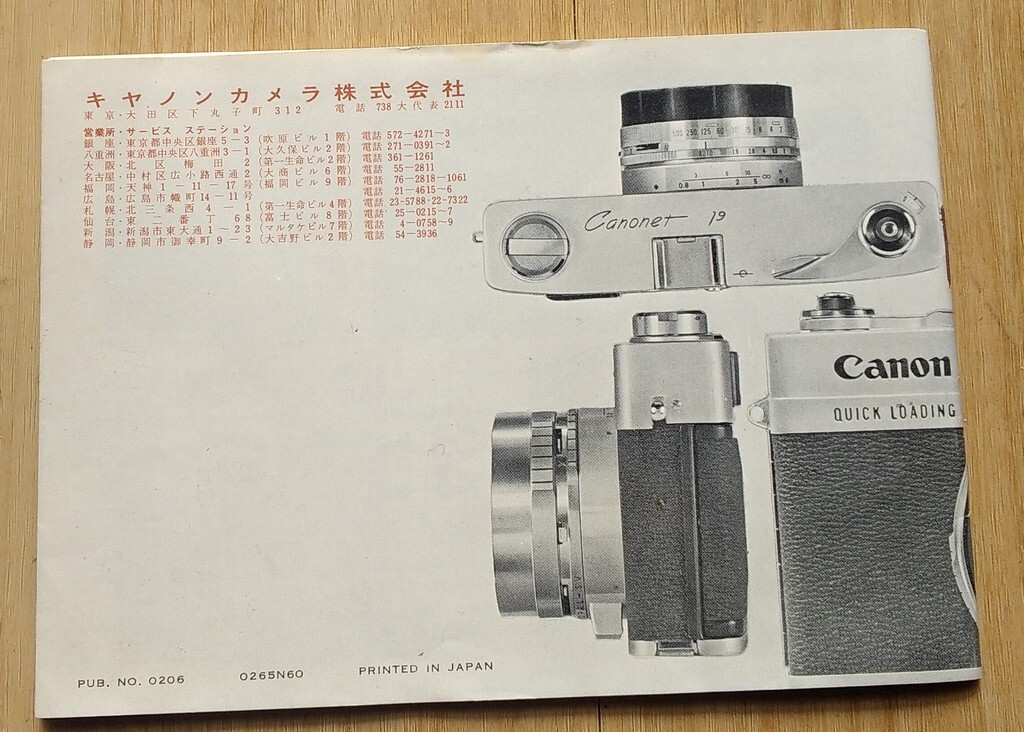 キヤノンカメラ株式会社
東京・大田区下丸子町312 電話 738 大代表 2111
営業所・サービス ステーション
銀座・東京都中央区銀座5−3 (吹原ビル1階) 電話 572−4271〜3
八重洲・東京都中央区八重洲3−1 (大久保ビル2階) 電話 271−0391〜2
大阪・北区梅田2 (第一生命ビル2階) 電話 361−1261
名古屋・中村区広小路西通2 (大商ビル6階) 電話 55−2811
福岡・天神1−11−17号 (福岡ビル9階) 電話 76−2818−1061
広島・広島市幟町14−11号 電話 21−4615〜6
札幌・北三条西4−1 (第一生命ビル4階) 電話 23−5788・22−7322
仙台・東二番丁68 (富士ビル8階) 電話 25−0215〜7
新潟・新潟市東大通1−23 (マルタケビル7階) 電話 4−0758〜9
静岡・静岡市御幸町9−2 (大吉野ビル2階) 電話 54−3936
500 250 125 60 30 15 8 4 2
0.8 1 2 5 ∞ m
Canonet 19
Canon
QUICK LOADING
PUB. NO. 0206 0265N60 PRINTED IN JAPAN